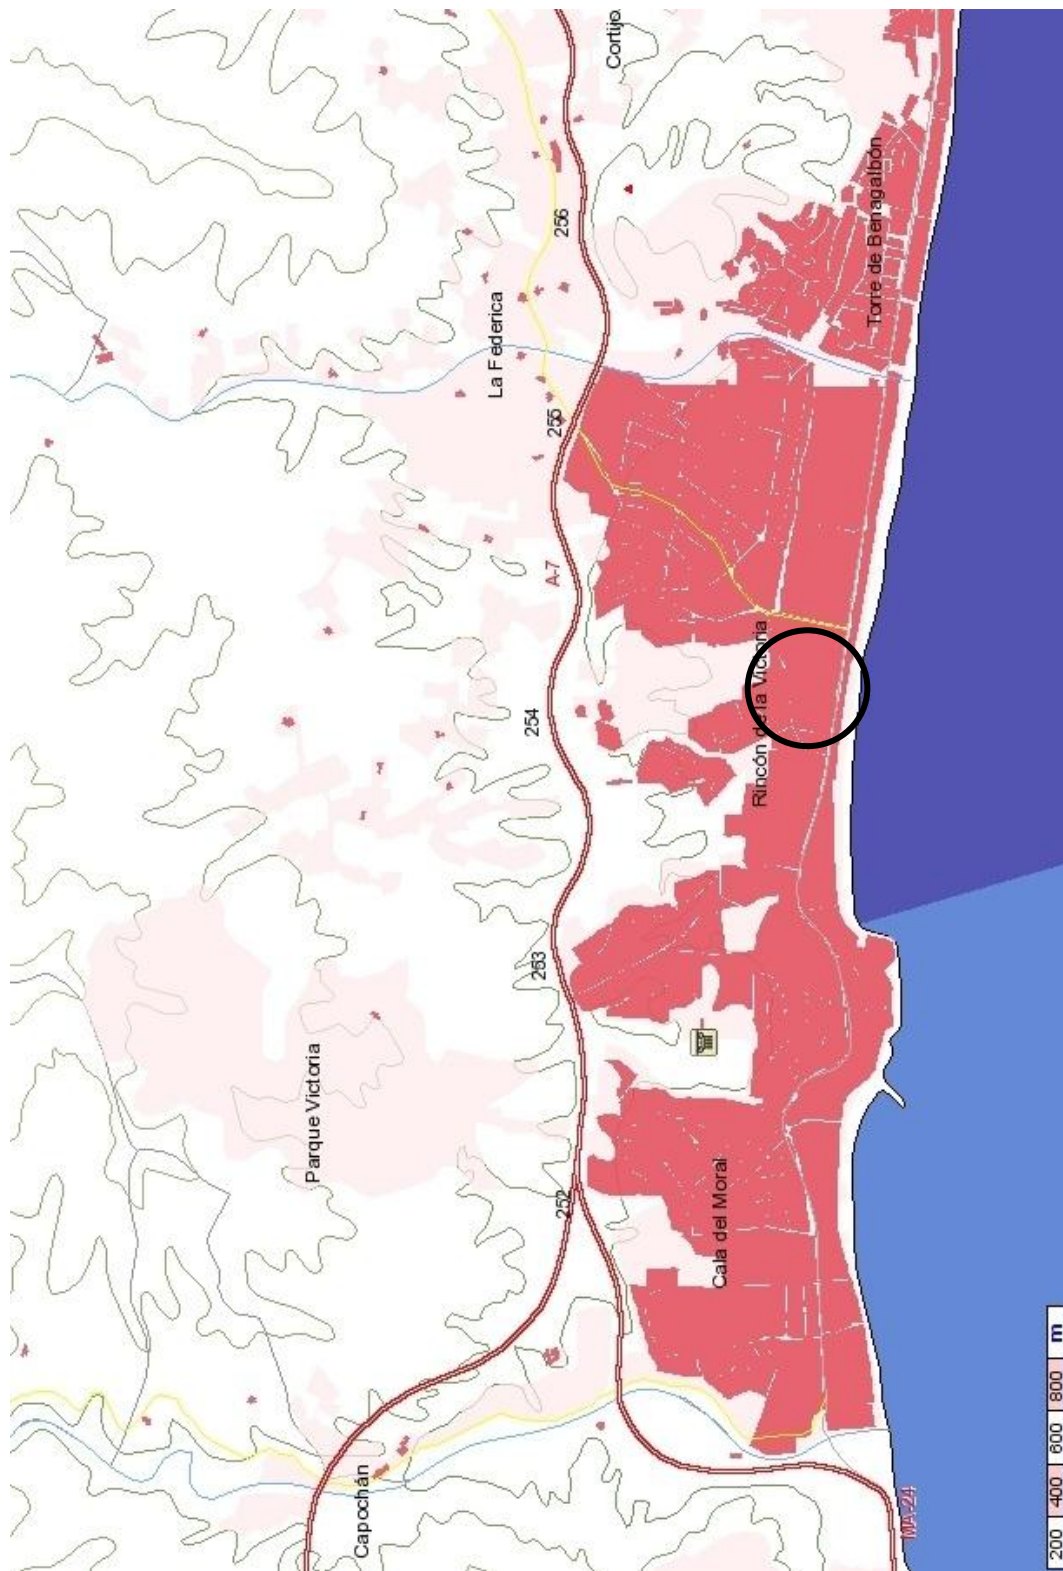 Parque Victoria
Capochán
La Federica
254
253
A-7
255
256
252
Cortijo
Cala del Moral
Rincón de la Victoria
Torre de Benagalbón
MA-24
200 400 600 800 m